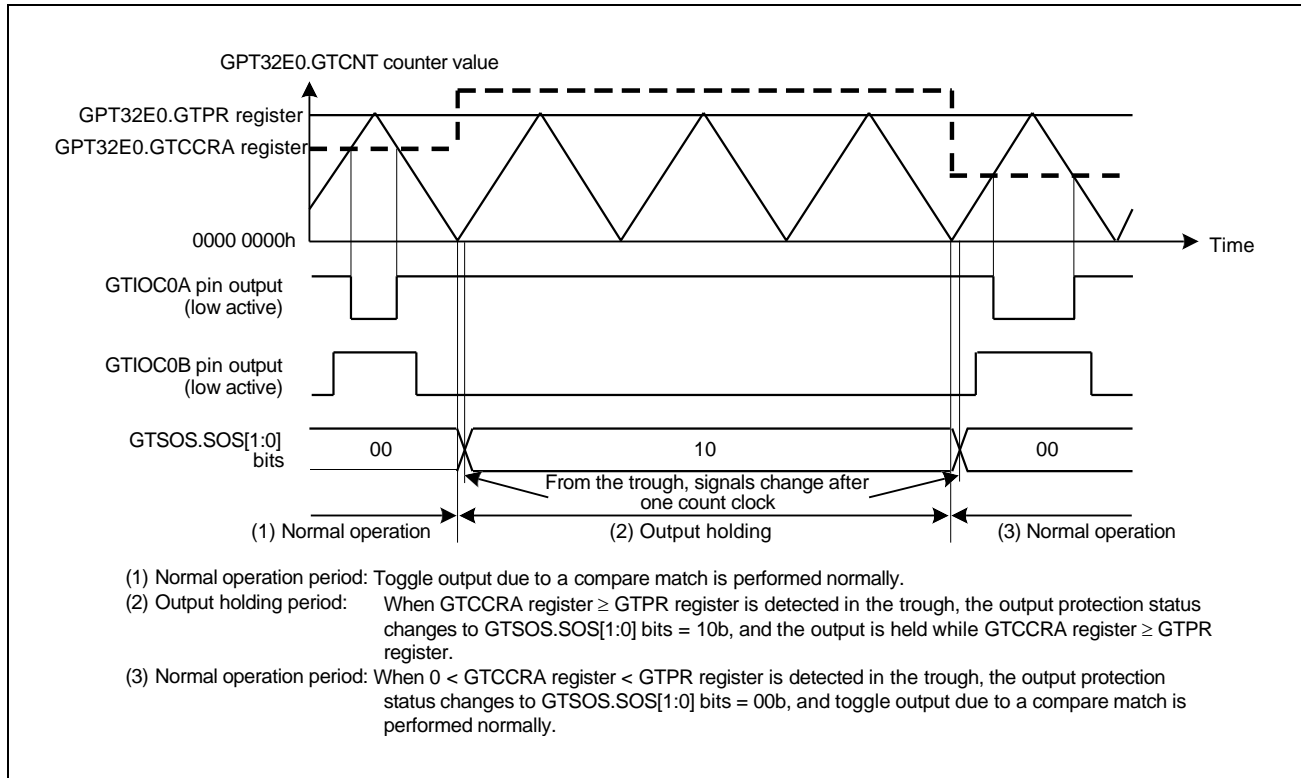 GPT32E0.GTCNT counter value
GPT32E0.GTPR register
GPT32E0.GTCCRA register
0000 0000h
Time
GTIOC0A pin output
(low active)
GTIOC0B pin output
(low active)
GTSOS.SOS[1:0]
bits
00
10
00
From the trough, signals change after
one count clock
(1) Normal operation
(2) Output holding
(3) Normal operation
(1) Normal operation period: Toggle output due to a compare match is performed normally.
(2) Output holding period: When GTCCRA register ≥ GTPR register is detected in the trough, the output protection status
changes to GTSOS.SOS[1:0] bits = 10b, and the output is held while GTCCRA register ≥ GTPR
register.
(3) Normal operation period: When 0 < GTCCRA register < GTPR register is detected in the trough, the output protection
status changes to GTSOS.SOS[1:0] bits = 00b, and toggle output due to a compare match is
performed normally.